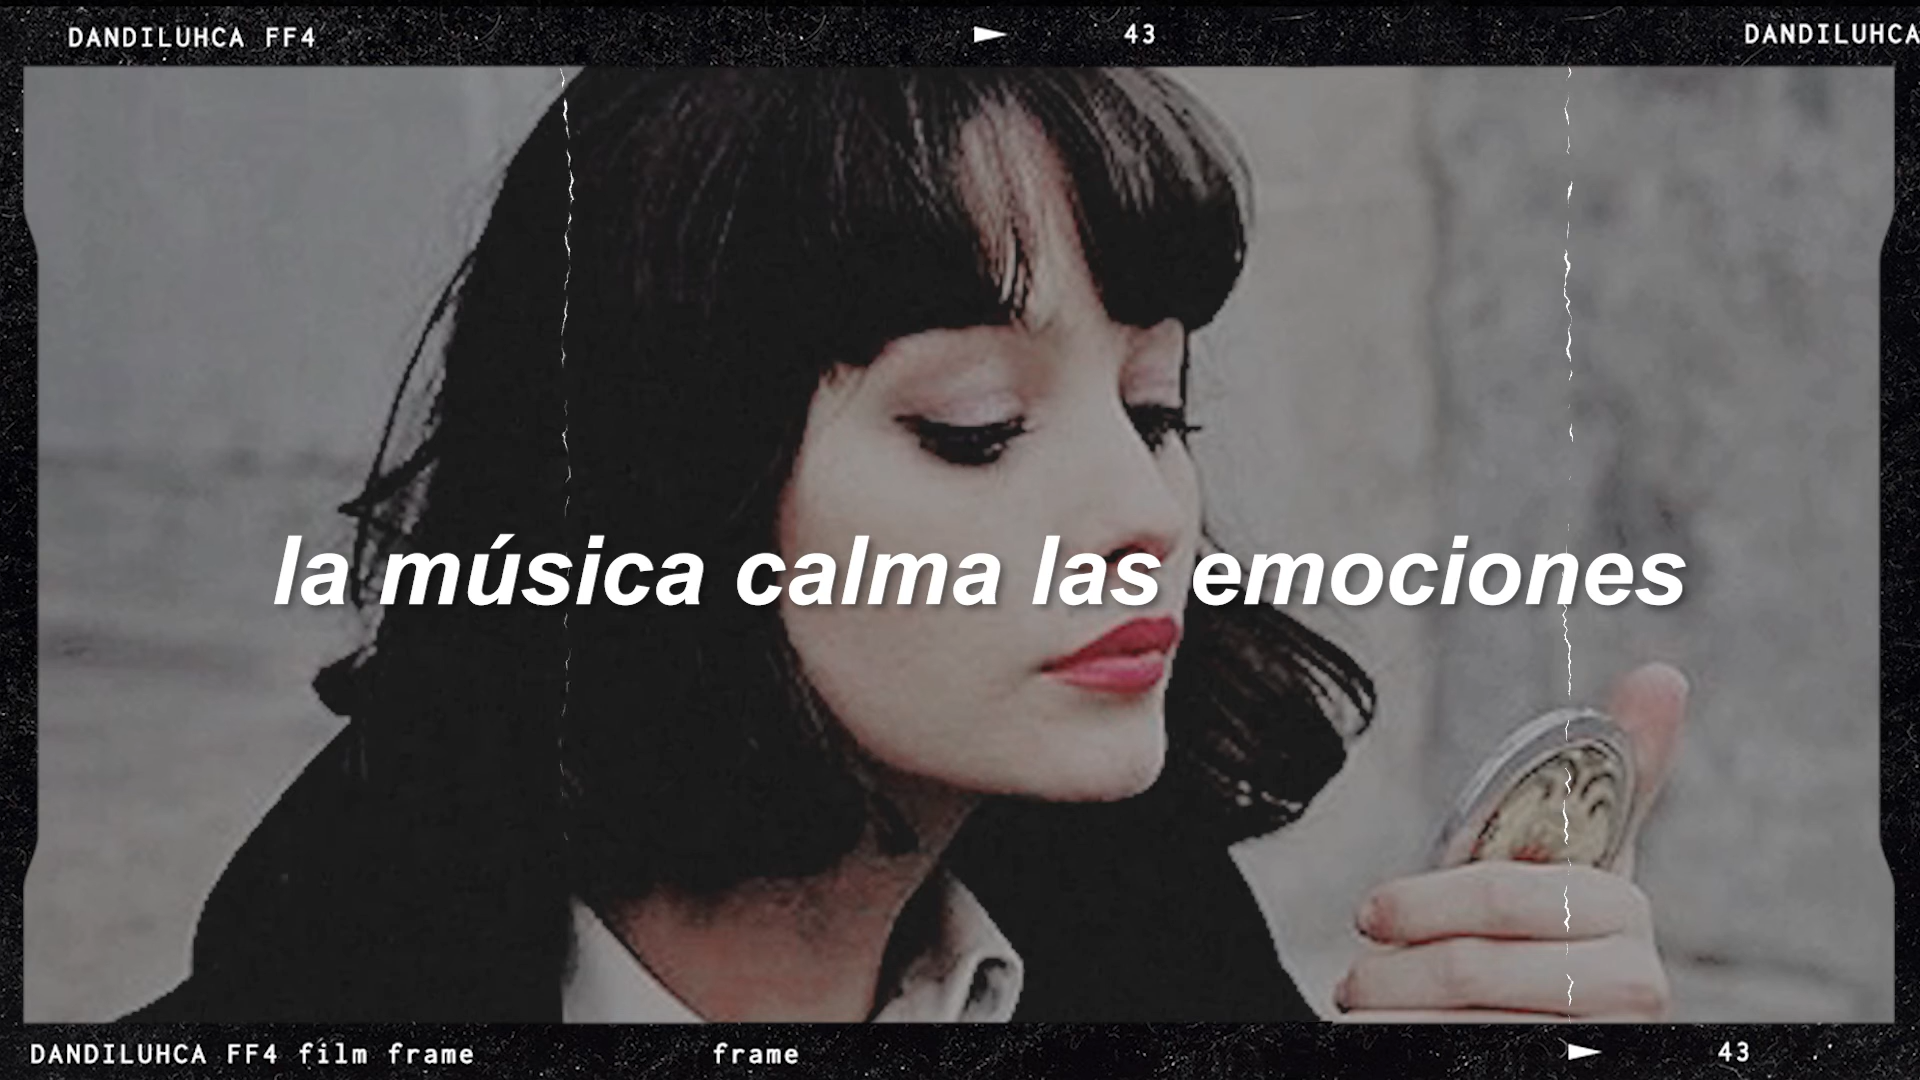 DANDILUHCA FF4 43 DANDILUHCA
la música calma las emociones
DANDILUHCA FF4 film frame frame 43